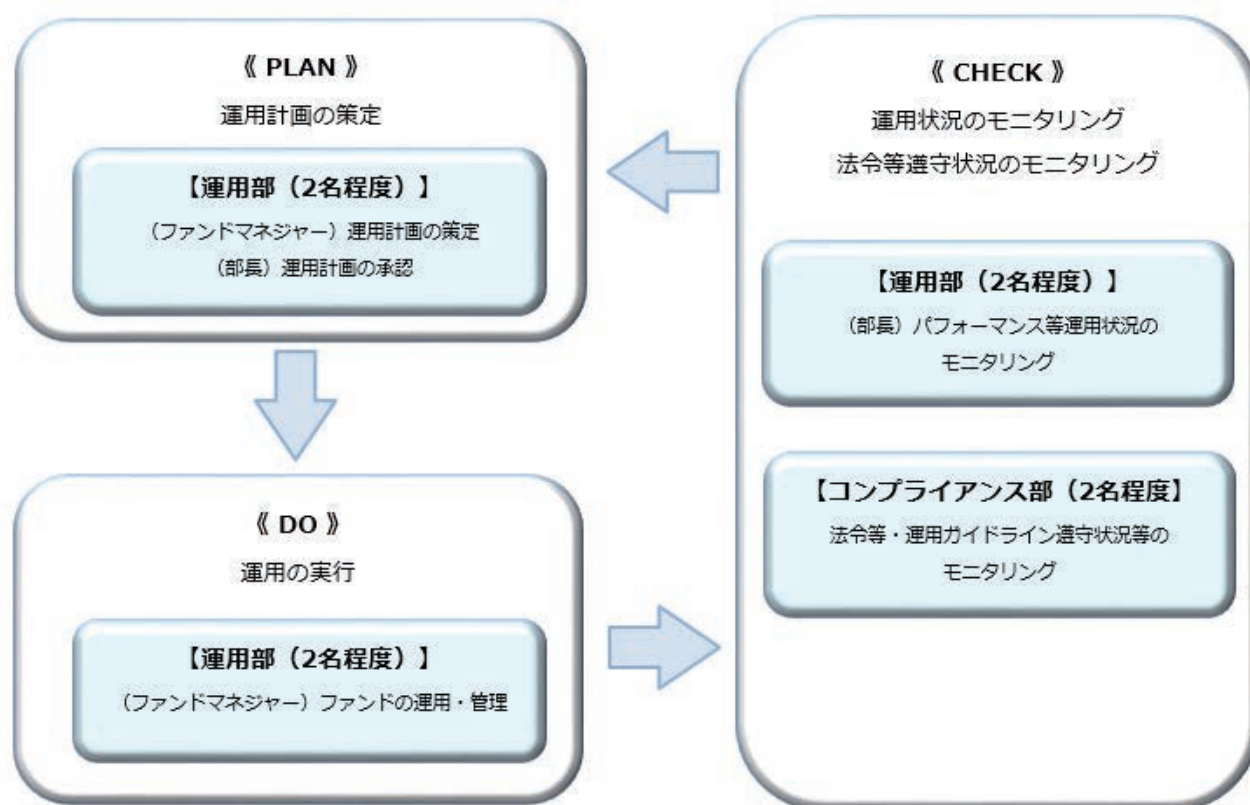 《 PLAN 》
運用計画の策定
【運用部（2名程度）】
（ファンドマネジャー）運用計画の策定
（部長）運用計画の承認
《 DO 》
運用の実行
【運用部（2名程度）】
（ファンドマネジャー）ファンドの運用・管理
《 CHECK 》
運用状況のモニタリング
法令等遵守状況のモニタリング
【運用部（2名程度）】
（部長）パフォーマンス等運用状況の
モニタリング
【コンプライアンス部（2名程度】
法令等・運用ガイドライン遵守状況等の
モニタリング